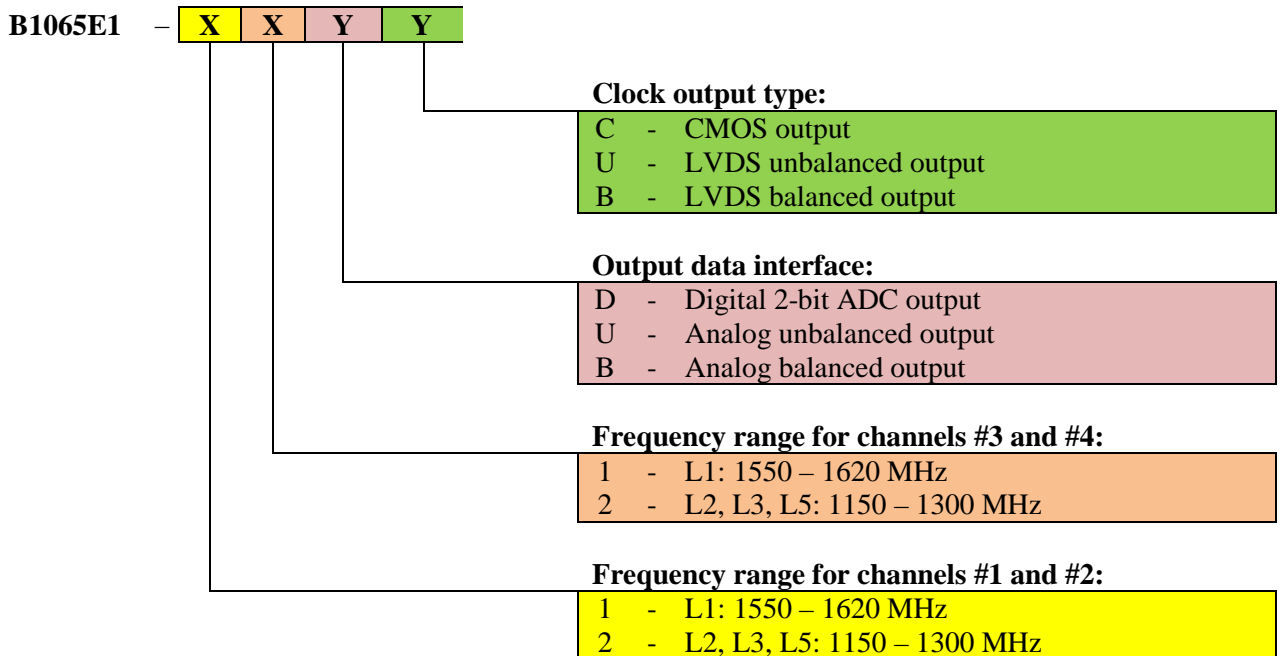 B1065E1 – X X Y Y
Clock output type:
C - CMOS output
U - LVDS unbalanced output
B - LVDS balanced output
Output data interface:
D - Digital 2-bit ADC output
U - Analog unbalanced output
B - Analog balanced output
Frequency range for channels #3 and #4:
1 - L1: 1550 – 1620 MHz
2 - L2, L3, L5: 1150 – 1300 MHz
Frequency range for channels #1 and #2:
1 - L1: 1550 – 1620 MHz
2 - L2, L3, L5: 1150 – 1300 MHz